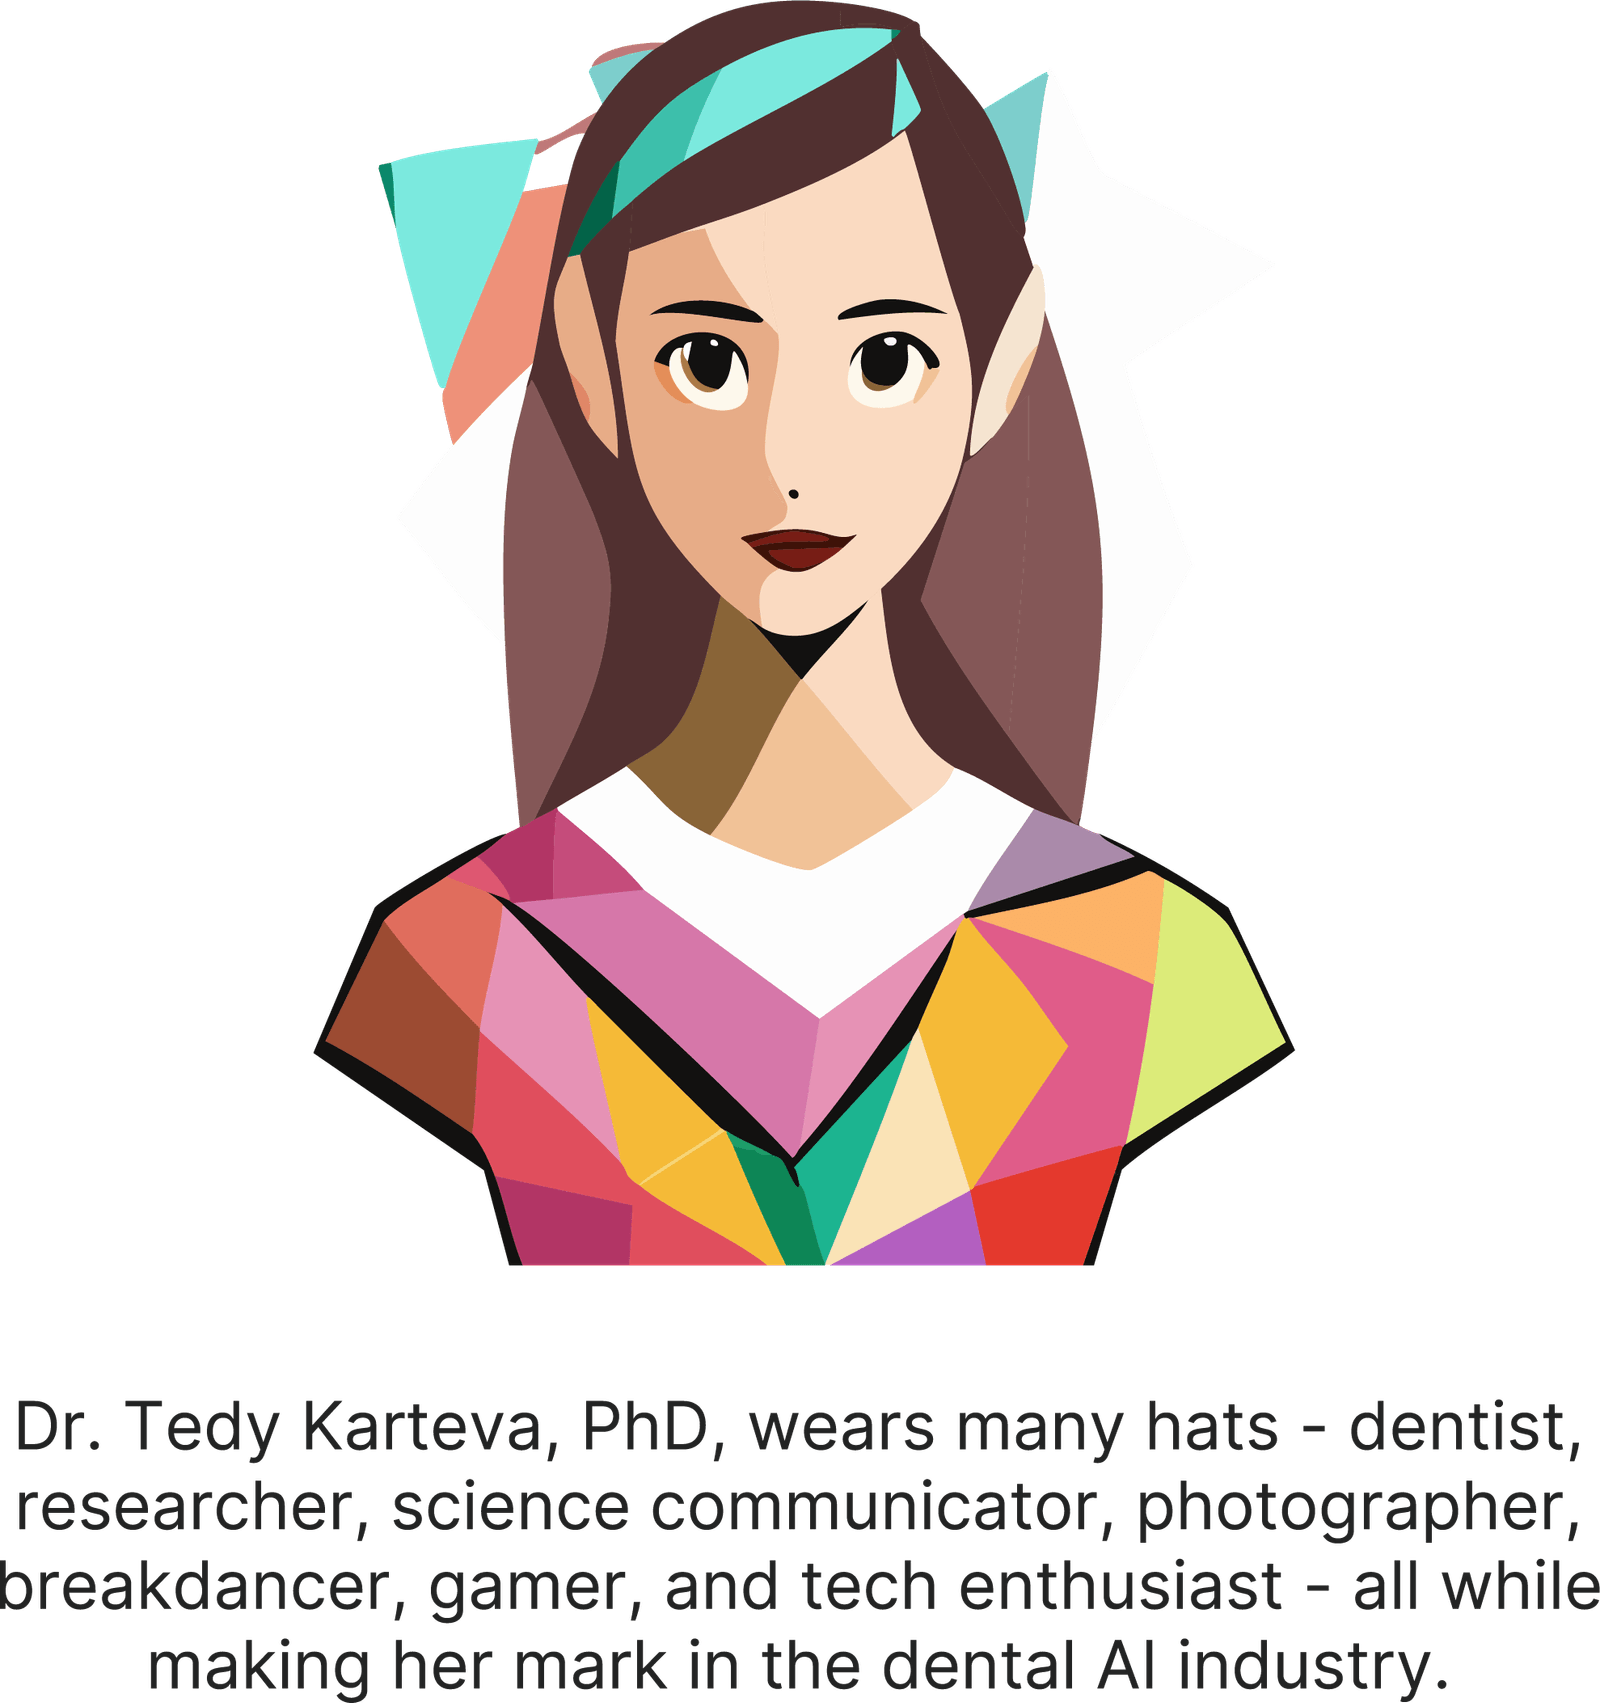 Dr. Tedy Karteva, PhD, wears many hats - dentist,
researcher, science communicator, photographer,
breakdancer, gamer, and tech enthusiast - all while
making her mark in the dental AI industry.